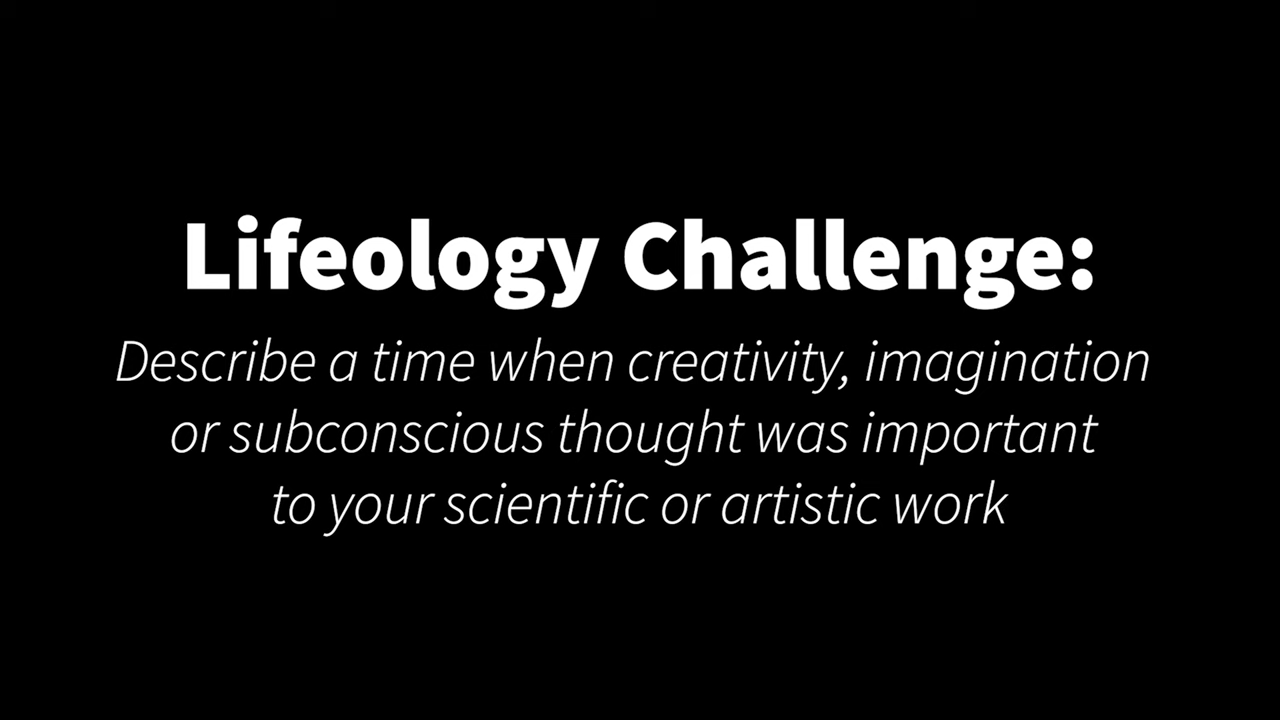 Lifeology Challenge:
Describe a time when creativity, imagination
or subconscious thought was important
to your scientific or artistic work